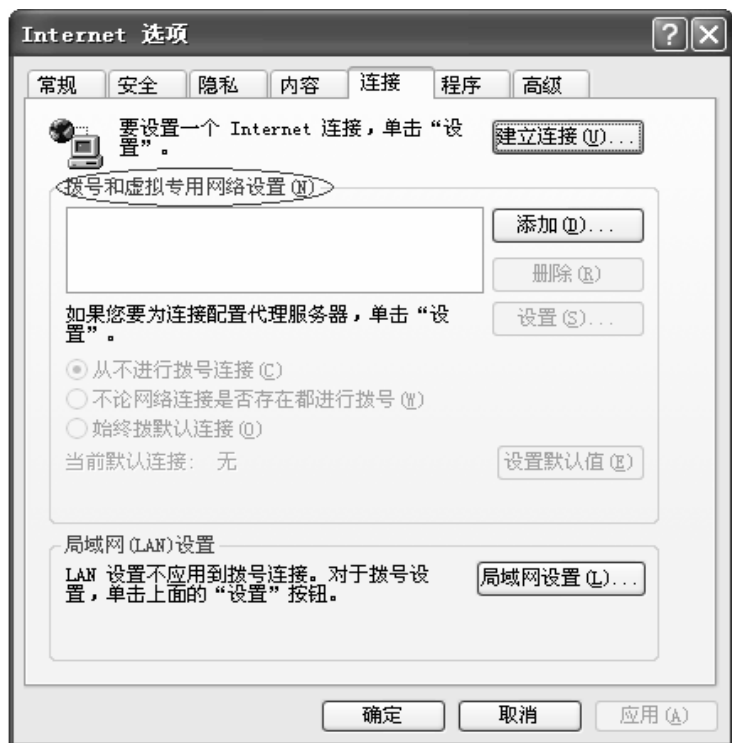 Internet 选项
常规 安全 隐私 内容 连接 程序 高级
要设置一个 Internet 连接，单击“设
置”。
建立连接(U)...
拨号和虚拟专用网络设置(N)
添加(D)...
删除(R)
如果您要为连接配置代理服务器，单击“设
置”。
设置(S)...
从不进行拨号连接(C)
不论网络连接是否存在都进行拨号(W)
始终拨默认连接(O)
当前默认连接: 无
设置默认值(E)
局域网(LAN)设置
LAN 设置不应用到拨号连接。对于拨号设
置，单击上面的“设置”按钮。
局域网设置(L)...
确定 取消 应用(A)